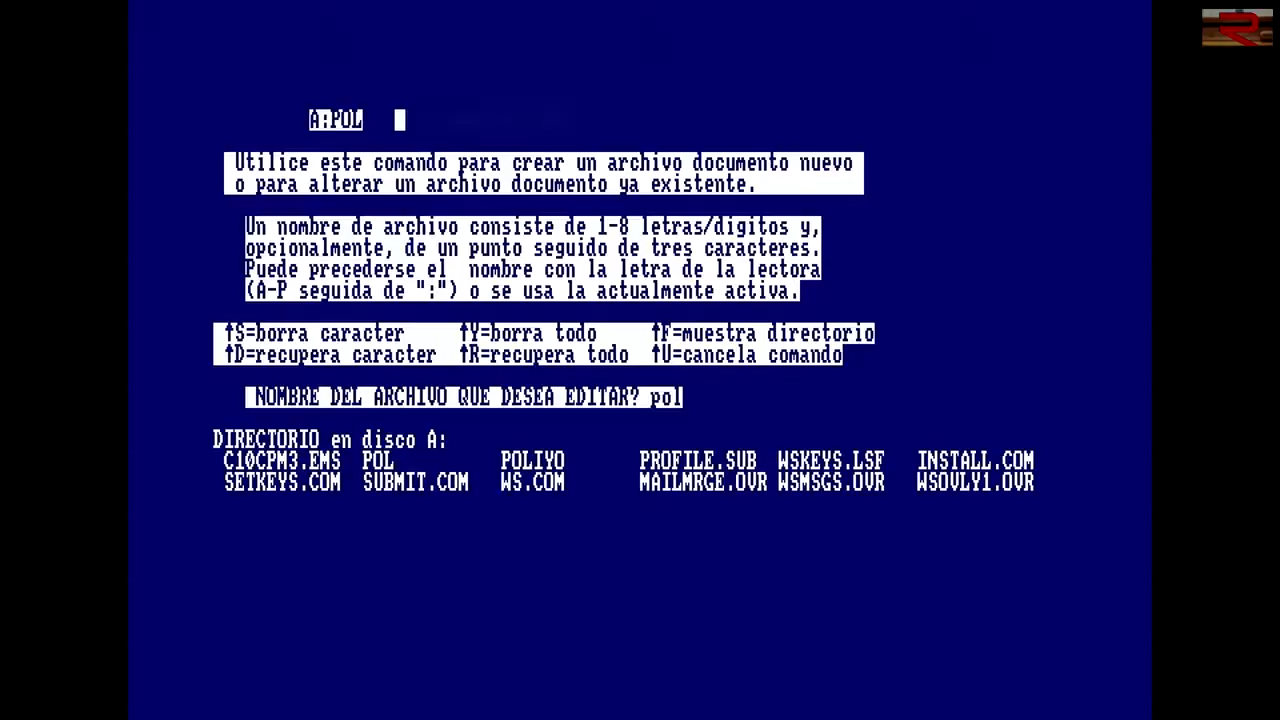 A:POL
Utilice este comando para crear un archivo documento nuevo
o para alterar un archivo documento ya existente.
Un nombre de archivo consiste de 1-8 letras/digitos y,
opcionalmente, de un punto seguido de tres caracteres.
Puede precederse el  nombre con la letra de la lectora
(A-P seguida de ":") o se usa la actualmente activa.
↑S=borra caracter     ↑Y=borra todo     ↑F=muestra directorio
↑D=recupera caracter  ↑R=recupera todo  ↑U=cancela comando
NOMBRE DEL ARCHIVO QUE DESEA EDITAR? pol
DIRECTORIO en disco A:
C10CPM3.EMS  POL          POLIYO       PROFILE.SUB  WSKEYS.LSF   INSTALL.COM
SETKEYS.COM  SUBMIT.COM   WS.COM       MAILMRGE.OVR WSMSGS.OVR   WSOVLY1.OVR